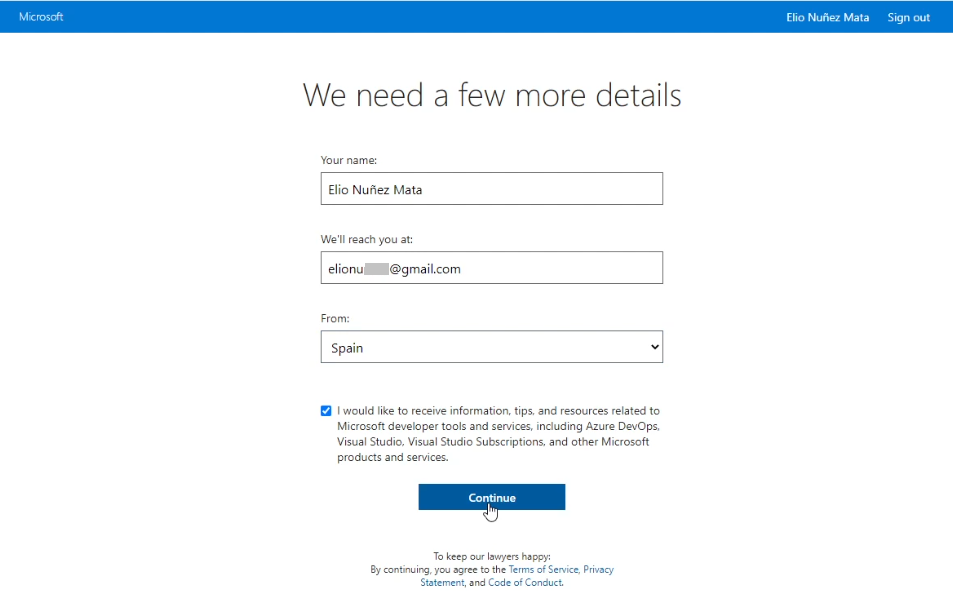 Microsoft
Elio Nuñez Mata
Sign out
We need a few more details
Your name:
Elio Nuñez Mata
We'll reach you at:
elionu @gmail.com
From:
Spain
I would like to receive information, tips, and resources related to
Microsoft developer tools and services, including Azure DevOps,
Visual Studio, Visual Studio Subscriptions, and other Microsoft
products and services.
Continue
To keep our lawyers happy:
By continuing, you agree to the Terms of Service, Privacy
Statement, and Code of Conduct.